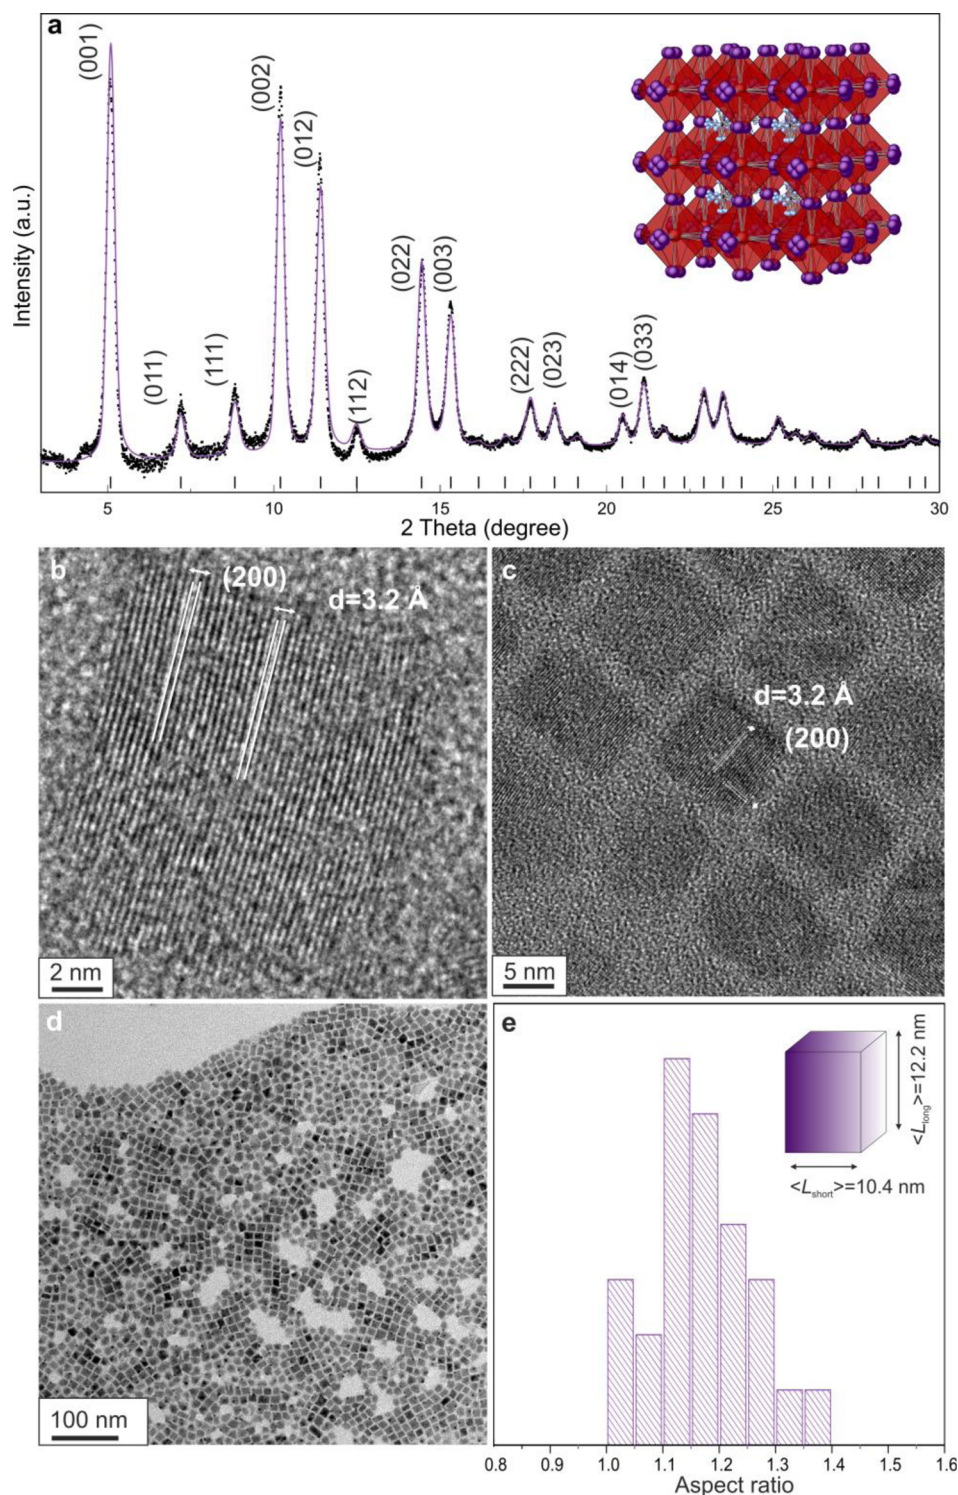 a
(001)
(011)
(111)
(002)
(012)
(112)
(022)
(003)
(222)
(023)
(014)
(033)
Intensity (a.u.)
5
10
15
20
25
30
2 Theta (degree)
b
(200)
d=3.2 Å
2 nm
c
d=3.2 Å
(200)
5 nm
d
100 nm
e
<Llong>=12.2 nm
<Lshort>=10.4 nm
0.8
0.9
1.0
1.1
1.2
1.3
1.4
1.5
1.6
Aspect ratio